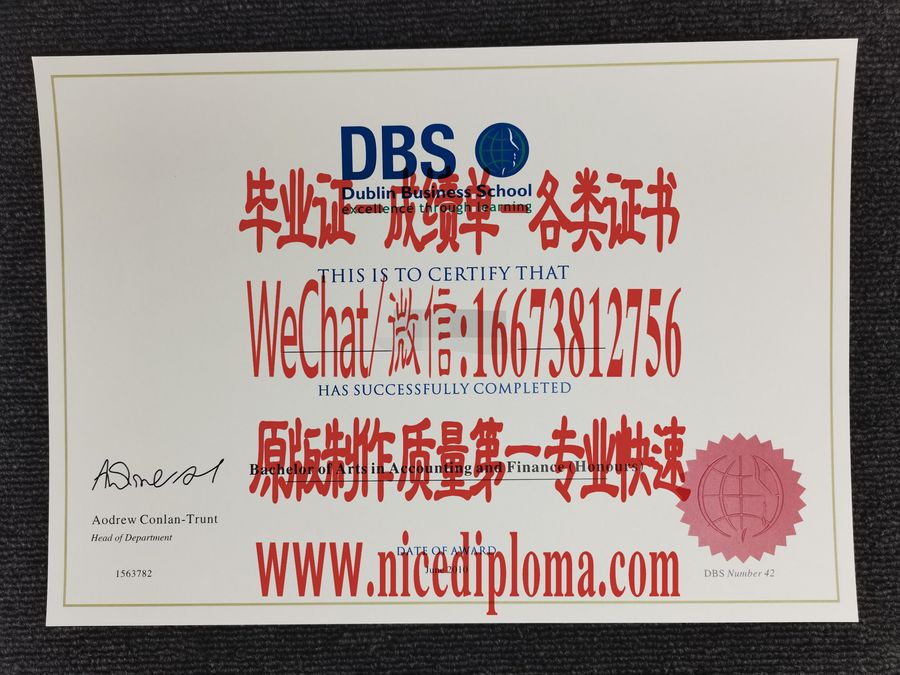 DBS
Dublin Business School
excellence through learning
毕业证—成绩单—各类证书
THIS IS TO CERTIFY THAT
WeChat/微信:16673812756
HAS SUCCESSFULLY COMPLETED
原版制作质量第一专业快速
Bachelor of Arts in Accounting and Finance (Honours)
Aodrew Conlan-Trunt
Head of Department
DATE OF AWARD
June 2010
www.nicediploma.com
1563782
DBS Number 42